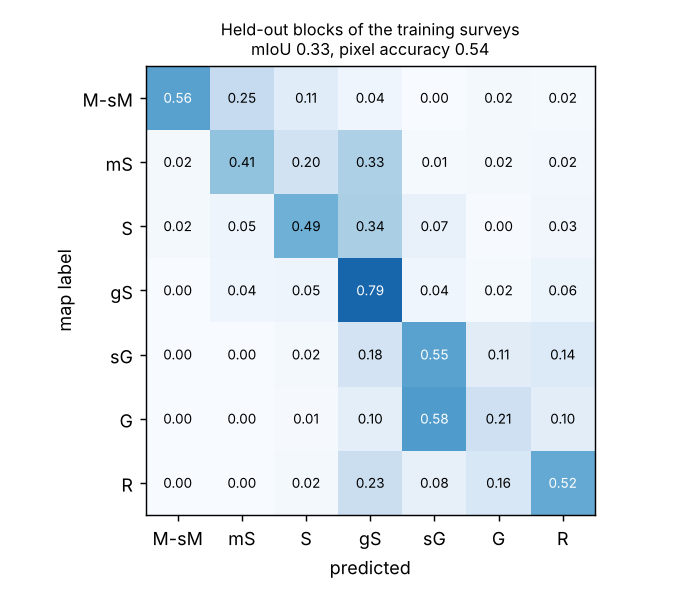 Held-out blocks of the training surveys
mIoU 0.33, pixel accuracy 0.54
M-sM 0.56 0.25 0.11 0.04 0.00 0.02 0.02
mS 0.02 0.41 0.20 0.33 0.01 0.02 0.02
S 0.02 0.05 0.49 0.34 0.07 0.00 0.03
gS 0.00 0.04 0.05 0.79 0.04 0.02 0.06
sG 0.00 0.00 0.02 0.18 0.55 0.11 0.14
G 0.00 0.00 0.01 0.10 0.58 0.21 0.10
R 0.00 0.00 0.02 0.23 0.08 0.16 0.52
M-sM mS S gS sG G R
predicted
map label